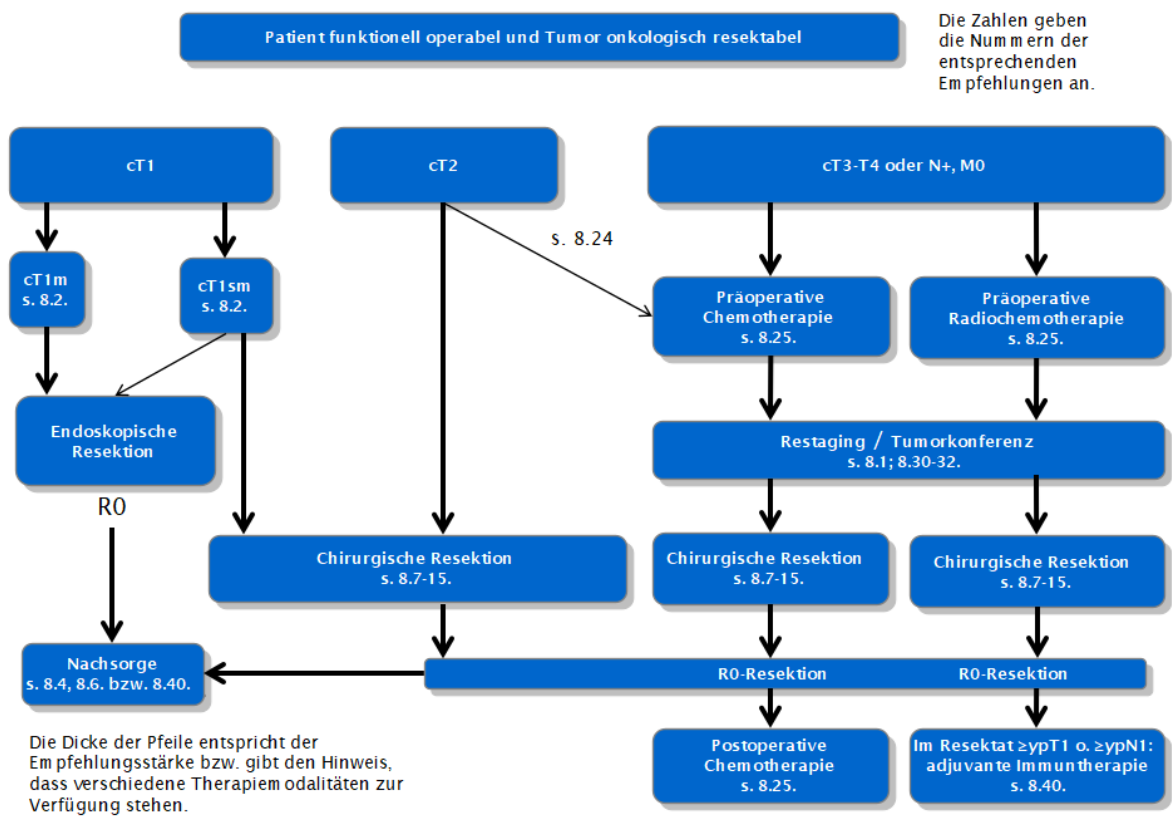 Patient funktionell operabel und Tumor onkologisch resektabel
Die Zahlen geben
die Nummern der
entsprechenden
Empfehlungen an.
cT1
cT2
cT3-T4 oder N+, M0
s. 8.24
cT1m
s. 8.2.
cT1sm
s. 8.2.
Präoperative
Chemotherapie
s. 8.25.
Präoperative
Radiochemotherapie
s. 8.25.
Endoskopische
Resektion
Restaging / Tumorkonferenz
s. 8.1; 8.30-32.
R0
Chirurgische Resektion
s. 8.7-15.
Chirurgische Resektion
s. 8.7-15.
Chirurgische Resektion
s. 8.7-15.
Nachsorge
s. 8.4, 8.6. bzw. 8.40.
R0-Resektion
R0-Resektion
Die Dicke der Pfeile entspricht der
Empfehlungsstärke bzw. gibt den Hinweis,
dass verschiedene Therapiemodalitäten zur
Verfügung stehen.
Postoperative
Chemotherapie
s. 8.25.
Im Resektat ≥ypT1 o. ≥ypN1:
adjuvante Immuntherapie
s. 8.40.